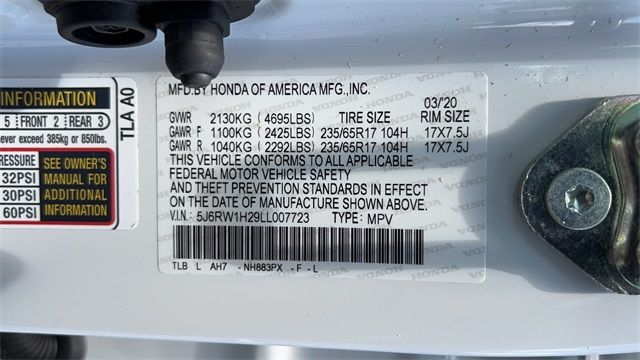 INFORMATION
5 FRONT 2 REAR 3
never exceed 385kg or 850lbs.
PRESSURE
32PSI
30PSI
60PSI
SEE OWNER'S
MANUAL FOR
ADDITIONAL
INFORMATION
TLA A0
MFD.BY HONDA OF AMERICA MFG.,INC.
03/'20
GWR 2130KG ( 4695LBS) TIRE SIZE RIM SIZE
GAWR F 1100KG ( 2425LBS) 235/65R17 104H 17X7.5J
GAWR R 1040KG ( 2292LBS) 235/65R17 104H 17X7.5J
THIS VEHICLE CONFORMS TO ALL APPLICABLE
FEDERAL MOTOR VEHICLE SAFETY
AND THEFT PREVENTION STANDARDS IN EFFECT
ON THE DATE OF MANUFACTURE SHOWN ABOVE.
V.I.N: 5J6RW1H29LL007723 TYPE: MPV
TLB L AH7 -NH883PX -F-L